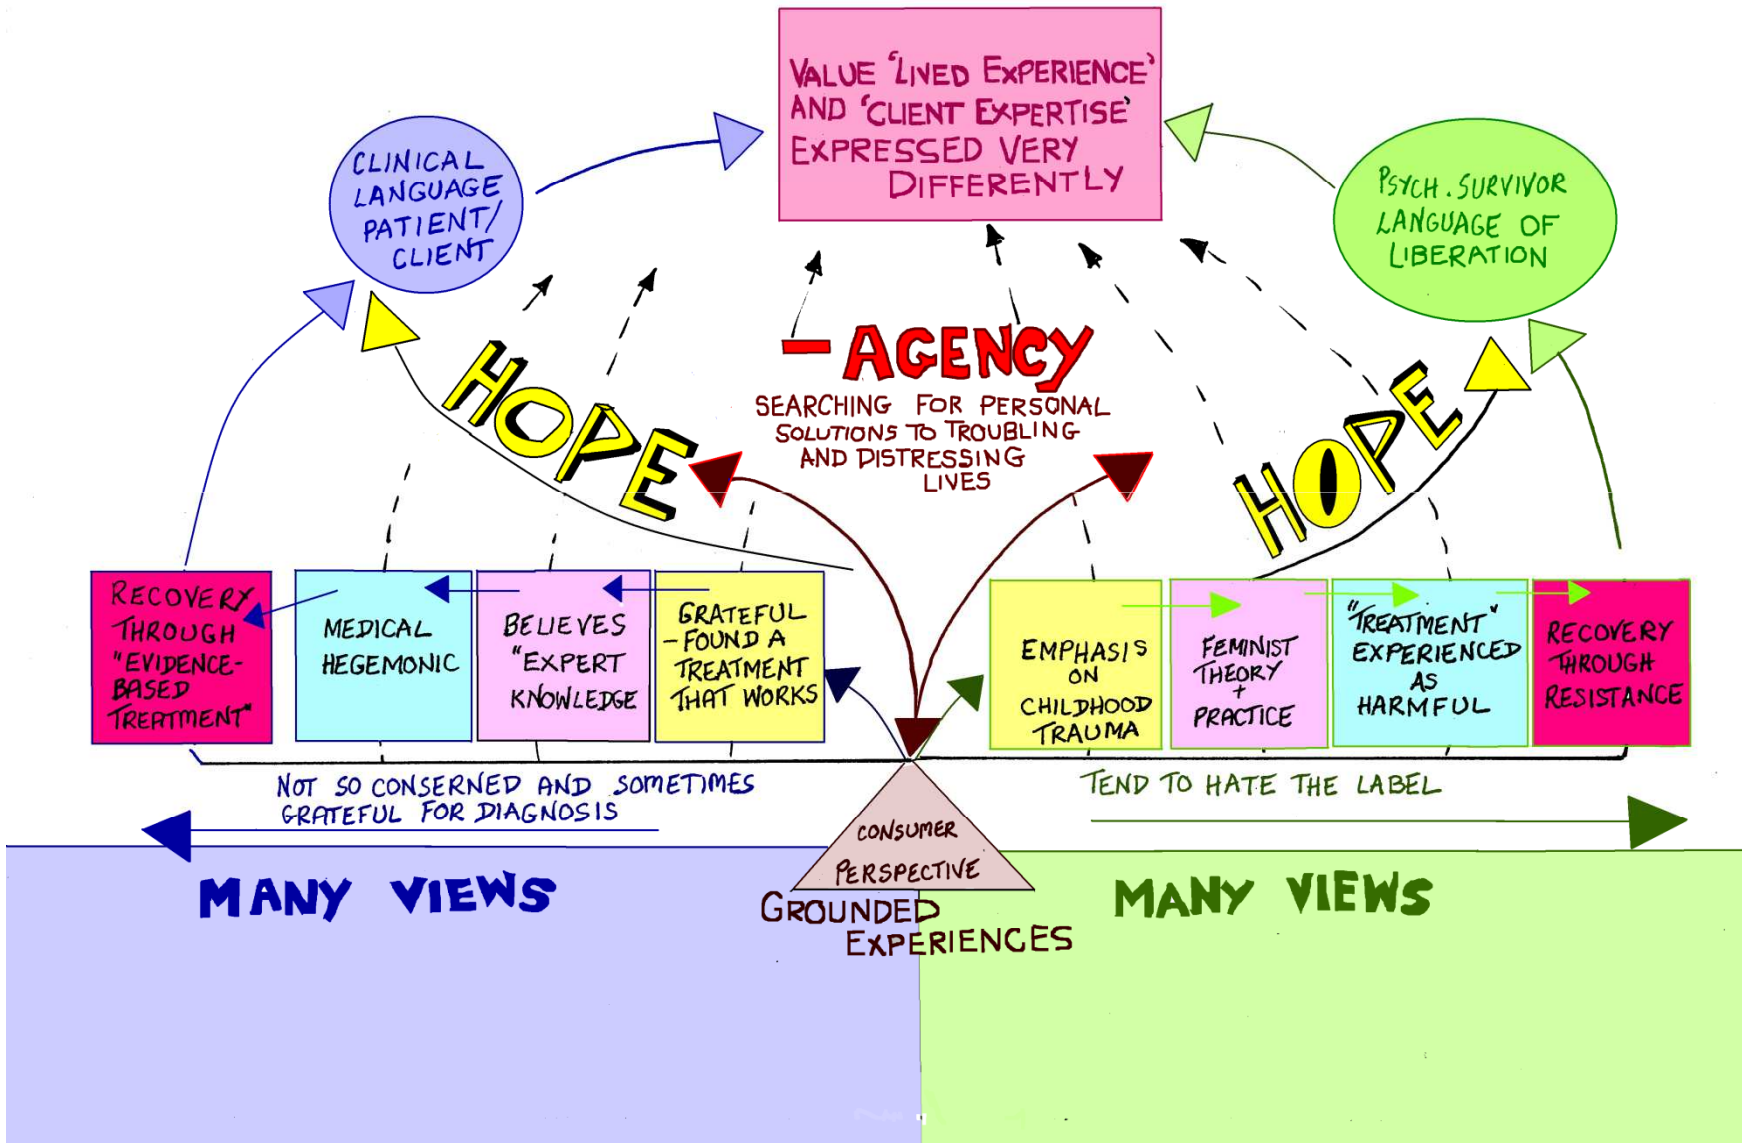 VALUE 'LIVED EXPERIENCE'
AND 'CLIENT EXPERTISE'
EXPRESSED VERY
DIFFERENTLY
CLINICAL
LANGUAGE
PATIENT/
CLIENT
PSYCH. SURVIVOR
LANGUAGE OF
LIBERATION
HOPE
- AGENCY
SEARCHING FOR PERSONAL
SOLUTIONS TO TROUBLING
AND DISTRESSING
LIVES
HOPE
RECOVERY
THROUGH
"EVIDENCE-
BASED
TREATMENT"
MEDICAL
HEGEMONIC
BELIEVES
"EXPERT
KNOWLEDGE
GRATEFUL
- FOUND A
TREATMENT
THAT WORKS
EMPHASIS
ON
CHILDHOOD
TRAUMA
FEMINIST
THEORY
+
PRACTICE
"TREATMENT"
EXPERIENCED
AS
HARMFUL
RECOVERY
THROUGH
RESISTANCE
NOT SO CONSERNED AND SOMETIMES
GRATEFUL FOR DIAGNOSIS
TEND TO HATE THE LABEL
CONSUMER
PERSPECTIVE
MANY VIEWS
MANY VIEWS
GROUNDED
EXPERIENCES